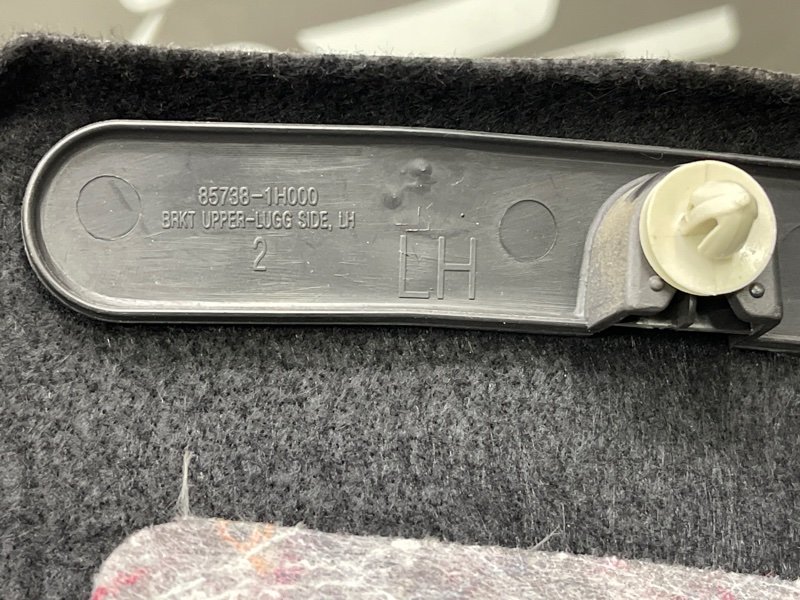 85738-1H000
BRKT UPPER-LUGG SIDE, LH
2
LH